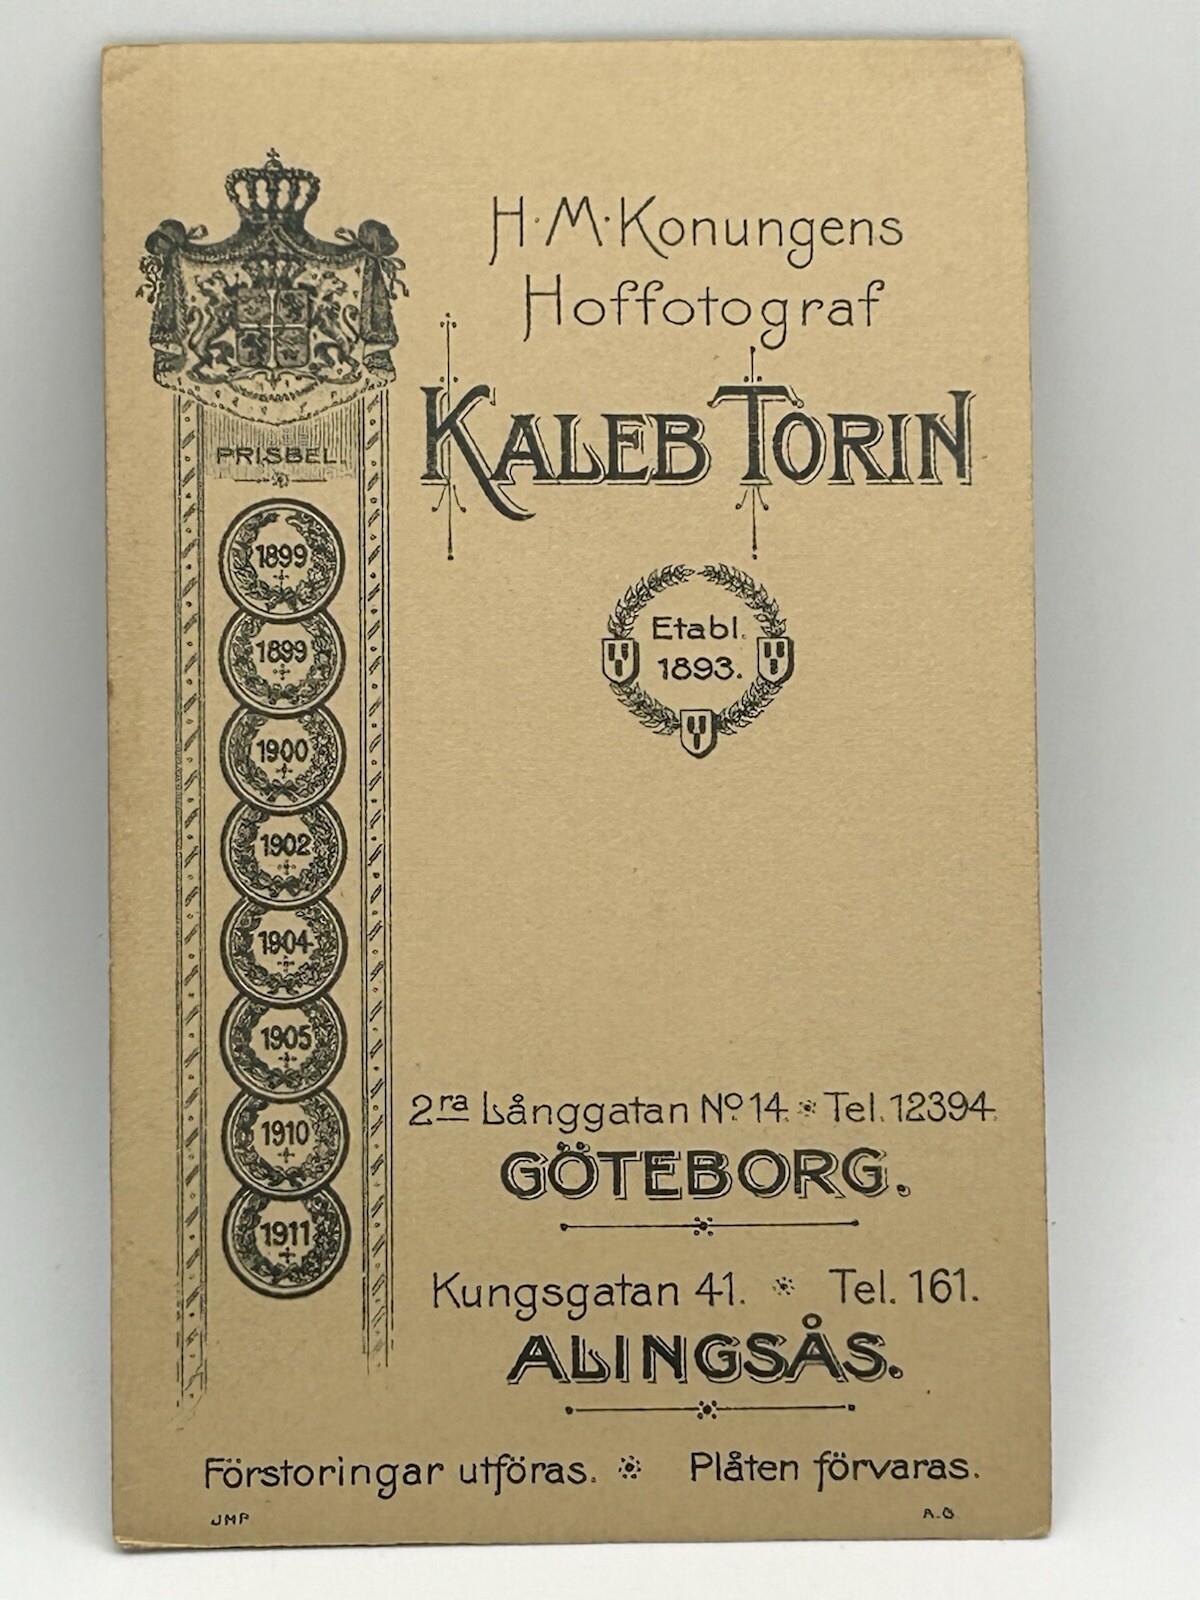 H·M·Konungens
Hoffotograf
KALEB TORIN
PRISBEL.
1899
1899
1900
1902
1904
1905
1910
1911
Etabl.
1893.
2ra Långgatan No 14 Tel. 12394
GÖTEBORG.
Kungsgatan 41. Tel. 161.
ALINGSÅS.
Förstoringar utföras. Plåten förvaras.
JMP A.Ö